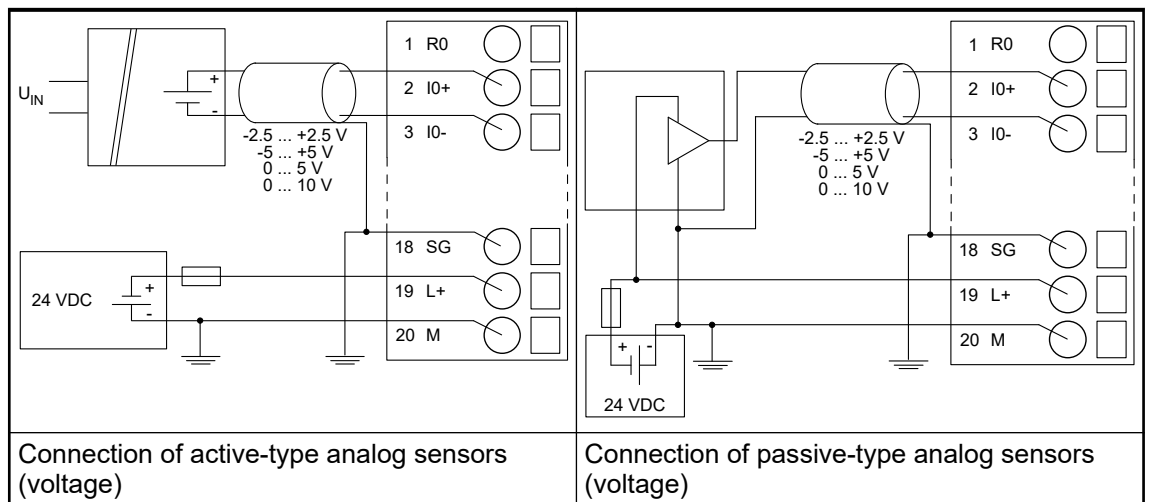 1 R0
2 I0+
3 I0-
U_IN
+
-
-2.5 ... +2.5 V
-5 ... +5 V
0 ... 5 V
0 ... 10 V
18 SG
19 L+
20 M
24 VDC
+
-
Connection of active-type analog sensors
(voltage)
1 R0
2 I0+
3 I0-
-2.5 ... +2.5 V
-5 ... +5 V
0 ... 5 V
0 ... 10 V
18 SG
19 L+
20 M
+ -
24 VDC
Connection of passive-type analog sensors
(voltage)